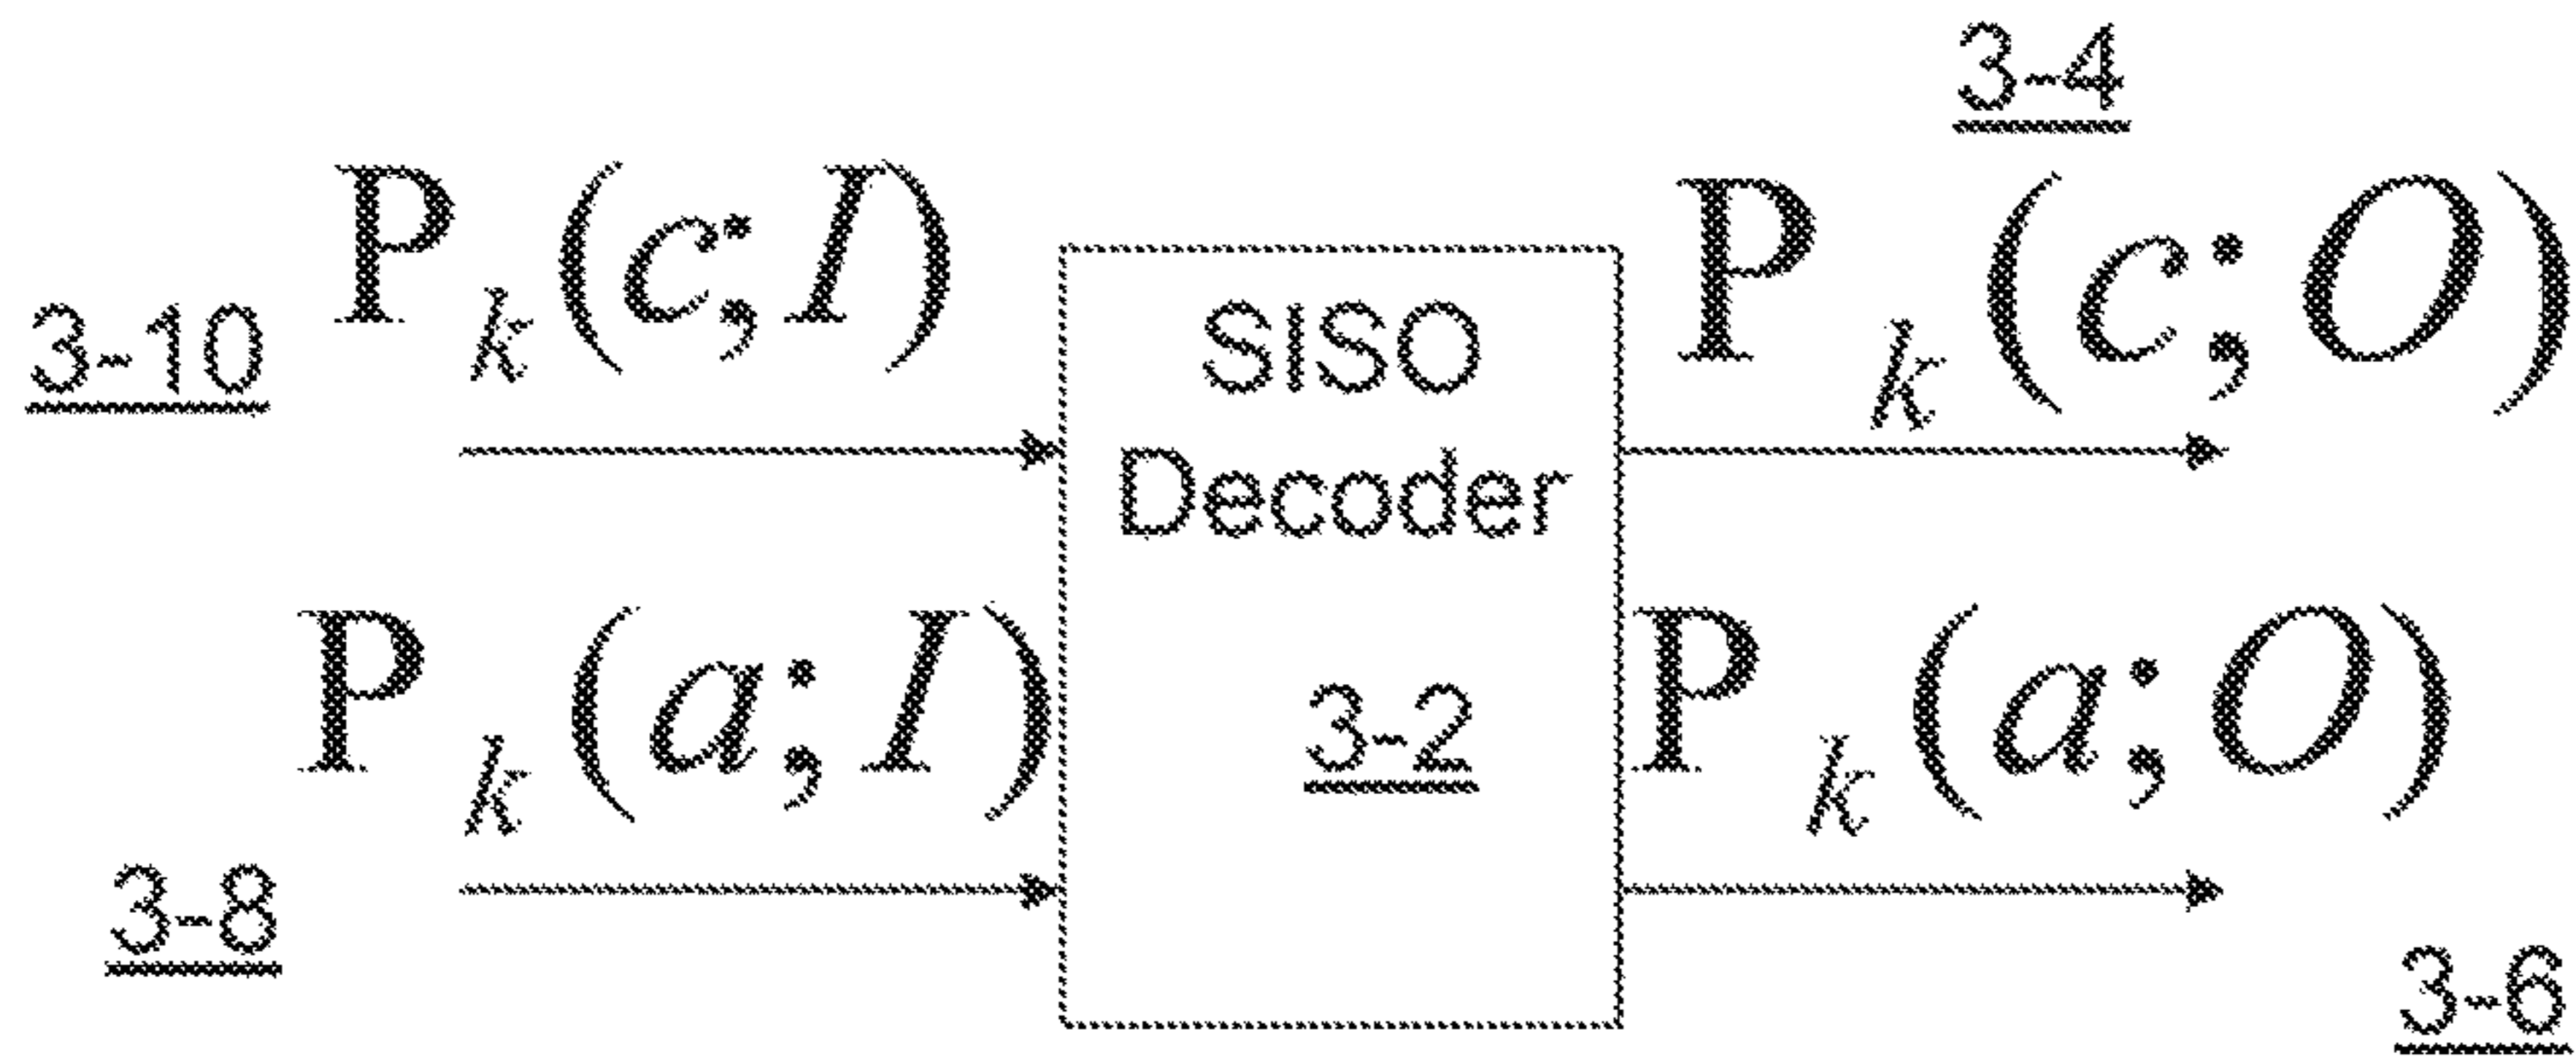 3-4
P_k(c;I)
P_k(c;O)
3-10
SISO
Decoder
P_k(a;I)
P_k(a;O)
3-2
3-8
3-6